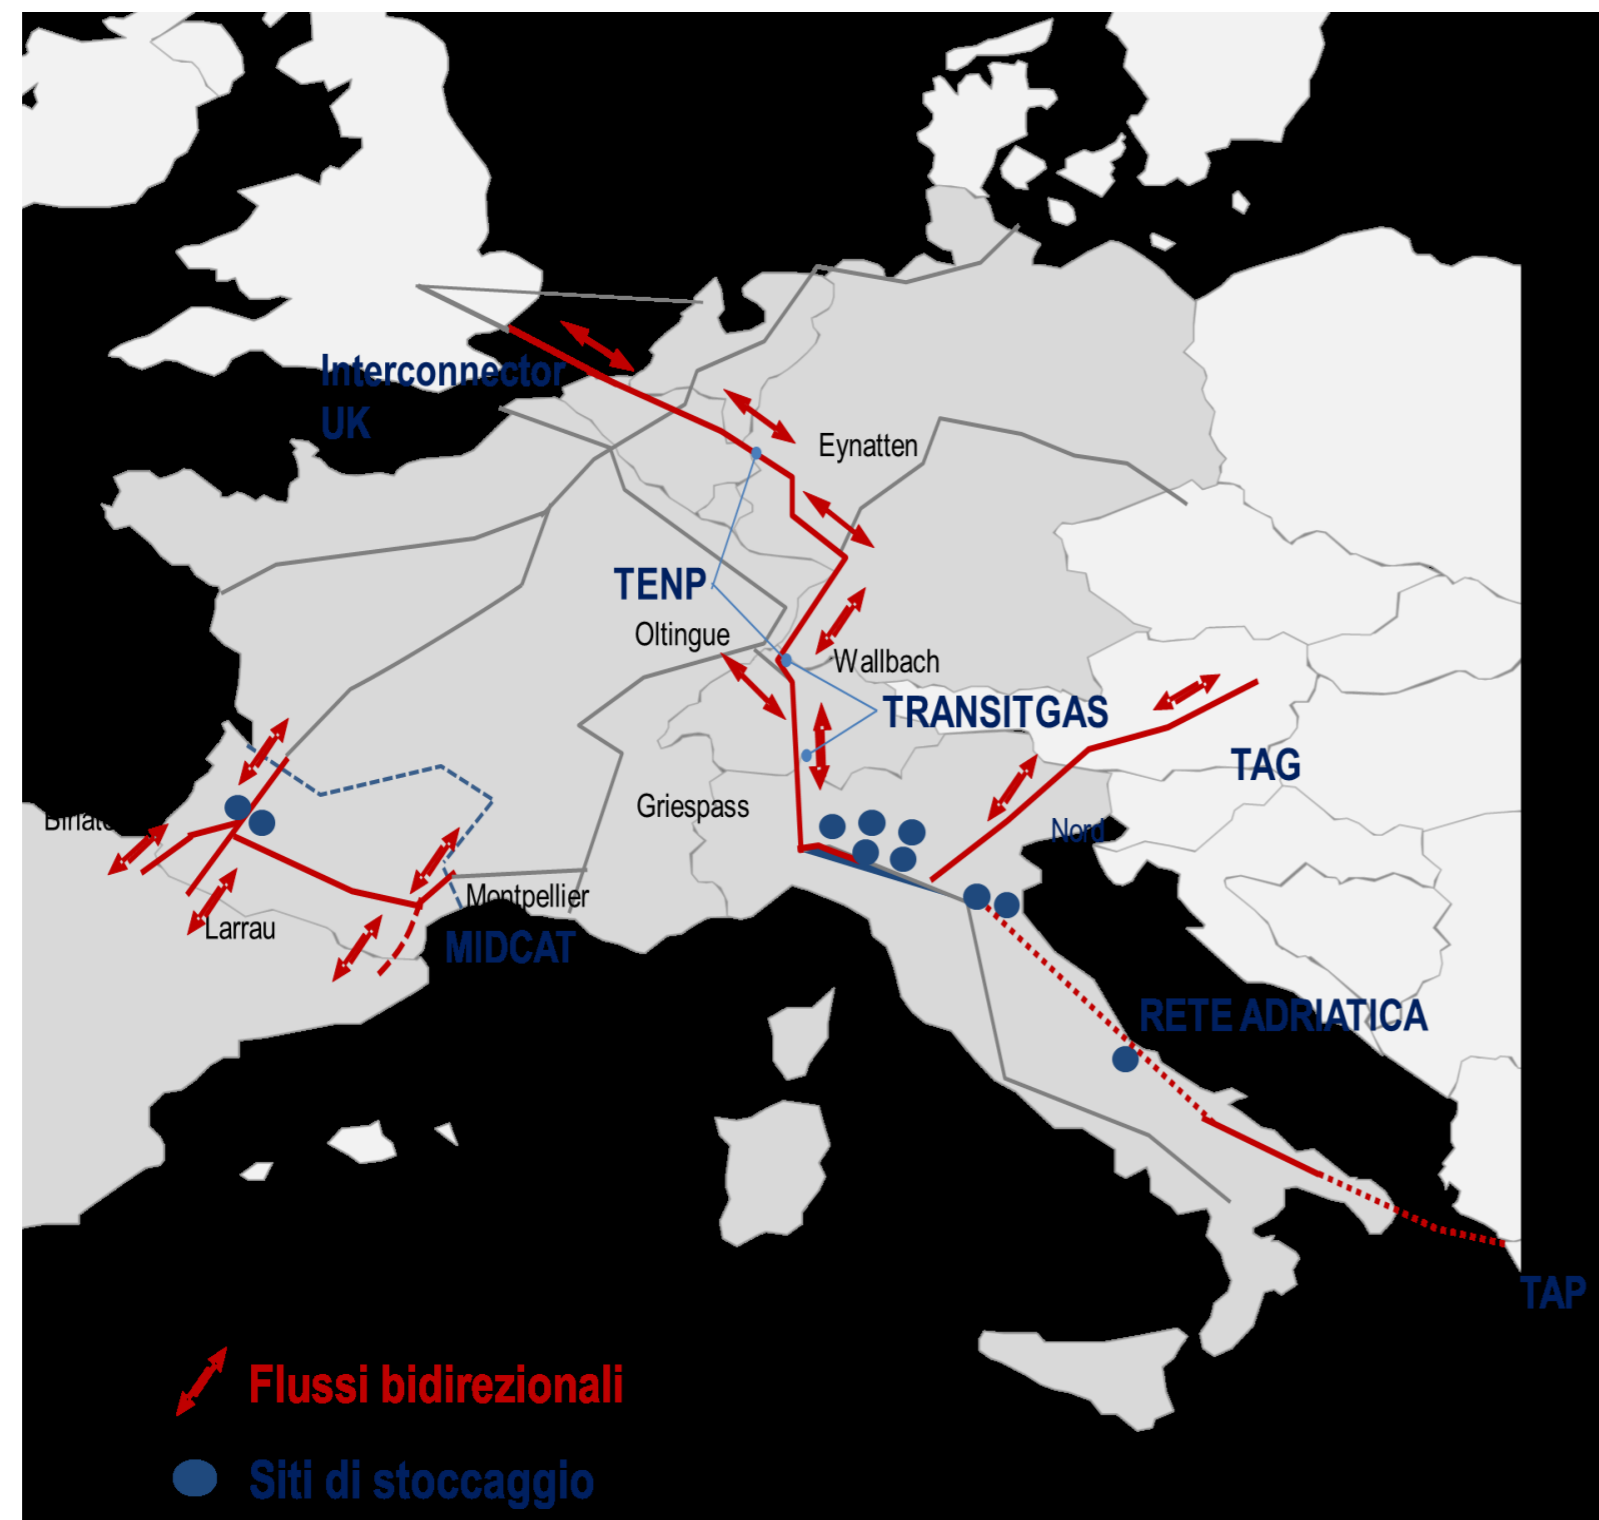 Interconnector
UK
Eynatten
TENP
Oltingue
Wallbach
TRANSITGAS
TAG
Griespass
Nord
Montpellier
Larrau
MIDCAT
RETE ADRIATICA
TAP
Flussi bidirezionali
Siti di stoccaggio